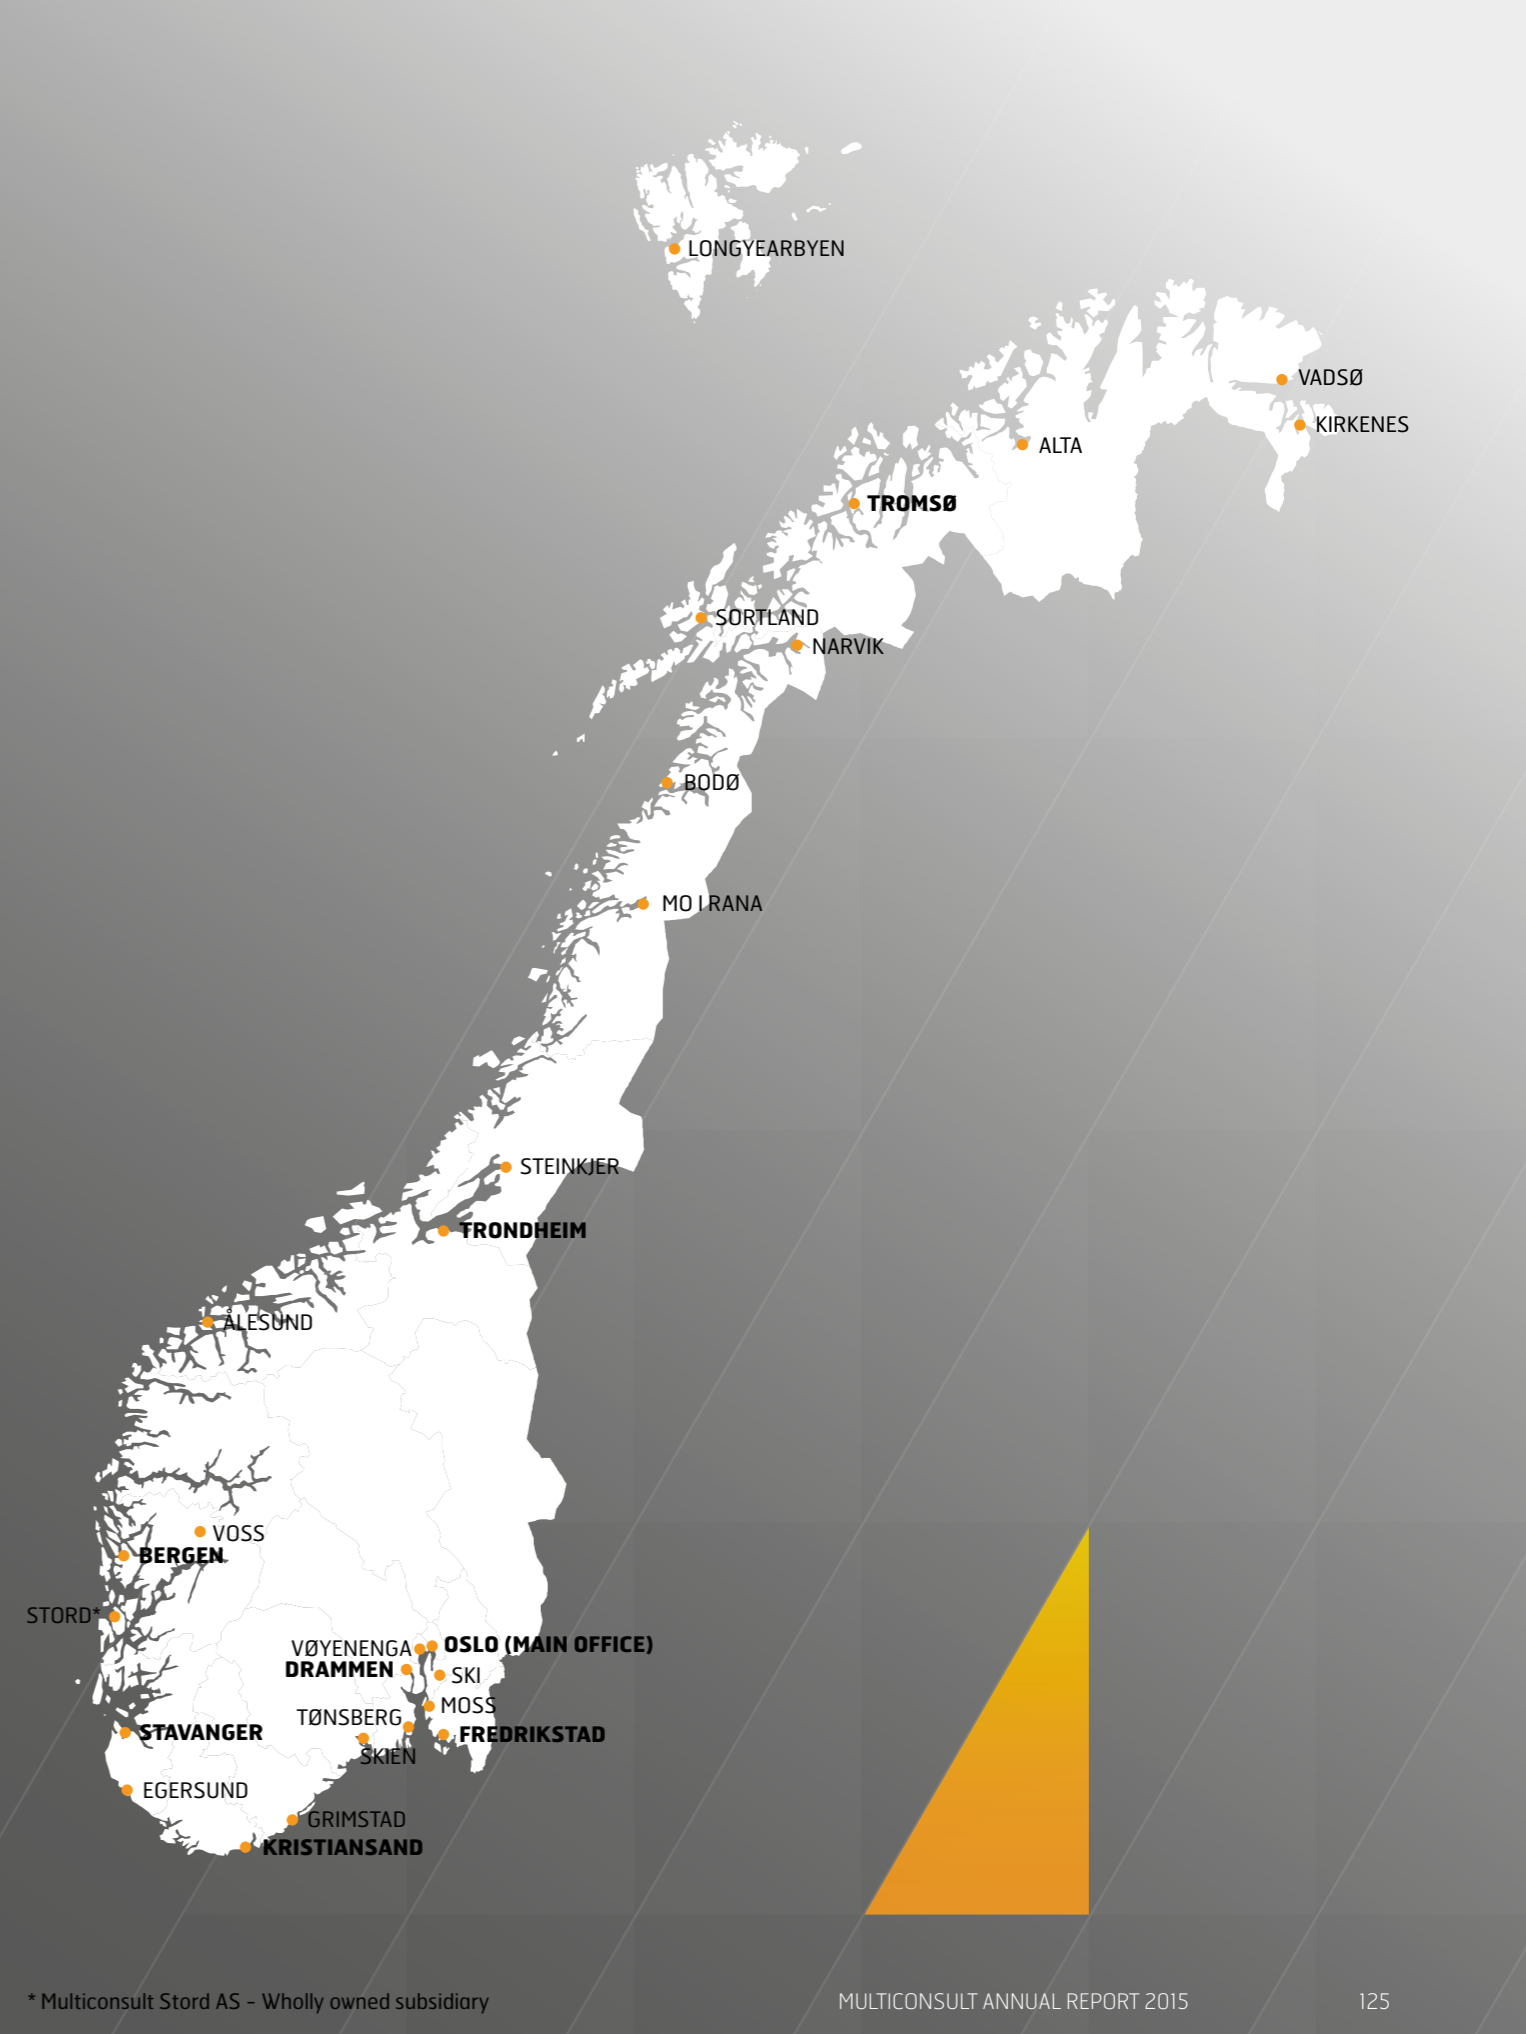 LONGYEARBYEN
VADSØ
KIRKENES
ALTA
TROMSØ
SORTLAND
NARVIK
BODØ
MO I RANA
STEINKJER
TRONDHEIM
ÅLESUND
VOSS
BERGEN
STORD*
VØYENENGA
OSLO (MAIN OFFICE)
DRAMMEN
SKI
MOSS
TØNSBERG
STAVANGER
FREDRIKSTAD
SKIEN
EGERSUND
GRIMSTAD
KRISTIANSAND
* Multiconsult Stord AS - Wholly owned subsidiary
MULTICONSULT ANNUAL REPORT 2015 125